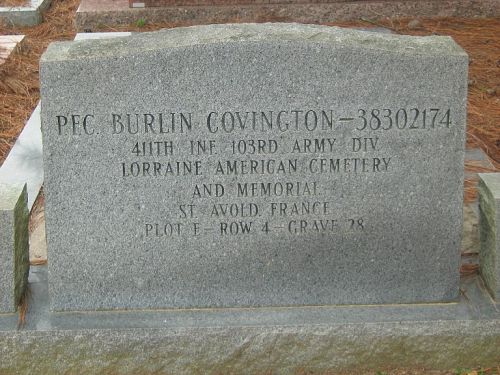 PFC. BURLIN COVINGTON-38302174
411TH INF. 103RD ARMY DIV.
LORRAINE AMERICAN CEMETERY
AND MEMORIAL
ST. AVOLD, FRANCE
PLOT E-ROW 4-GRAVE 28